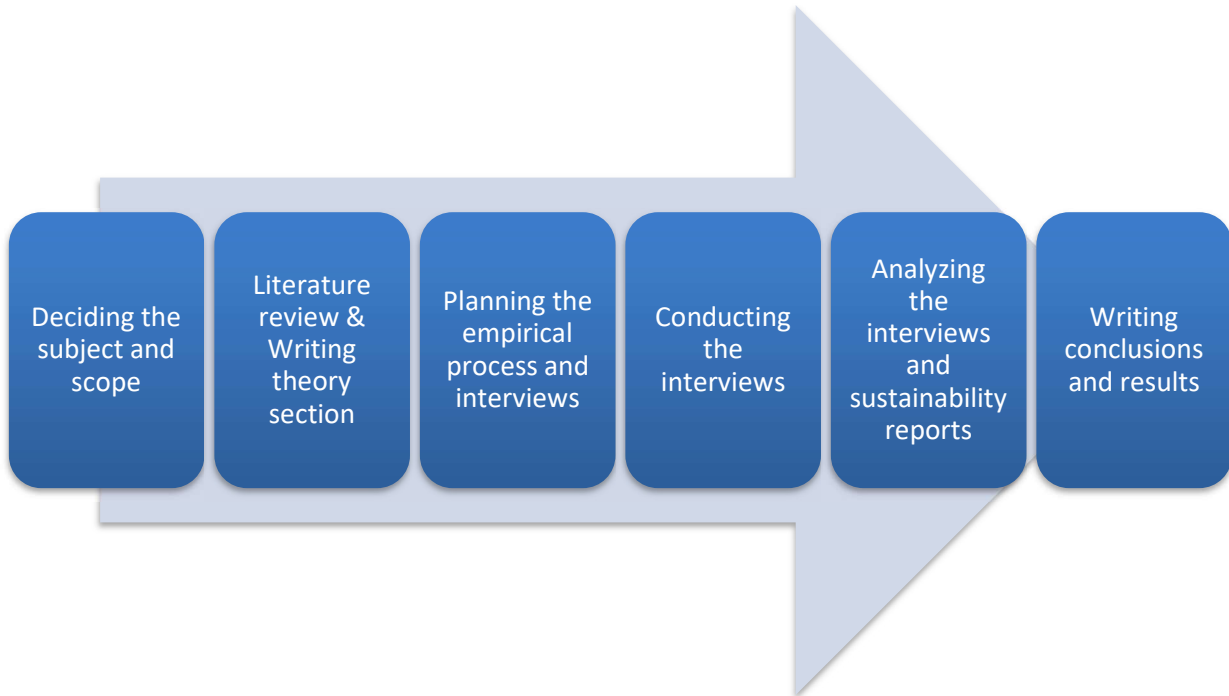 Deciding the
subject and
scope
Literature
review &
Writing
theory
section
Planning the
empirical
process and
interviews
Conducting
the
interviews
Analyzing
the
interviews
and
sustainability
reports
Writing
conclusions
and results